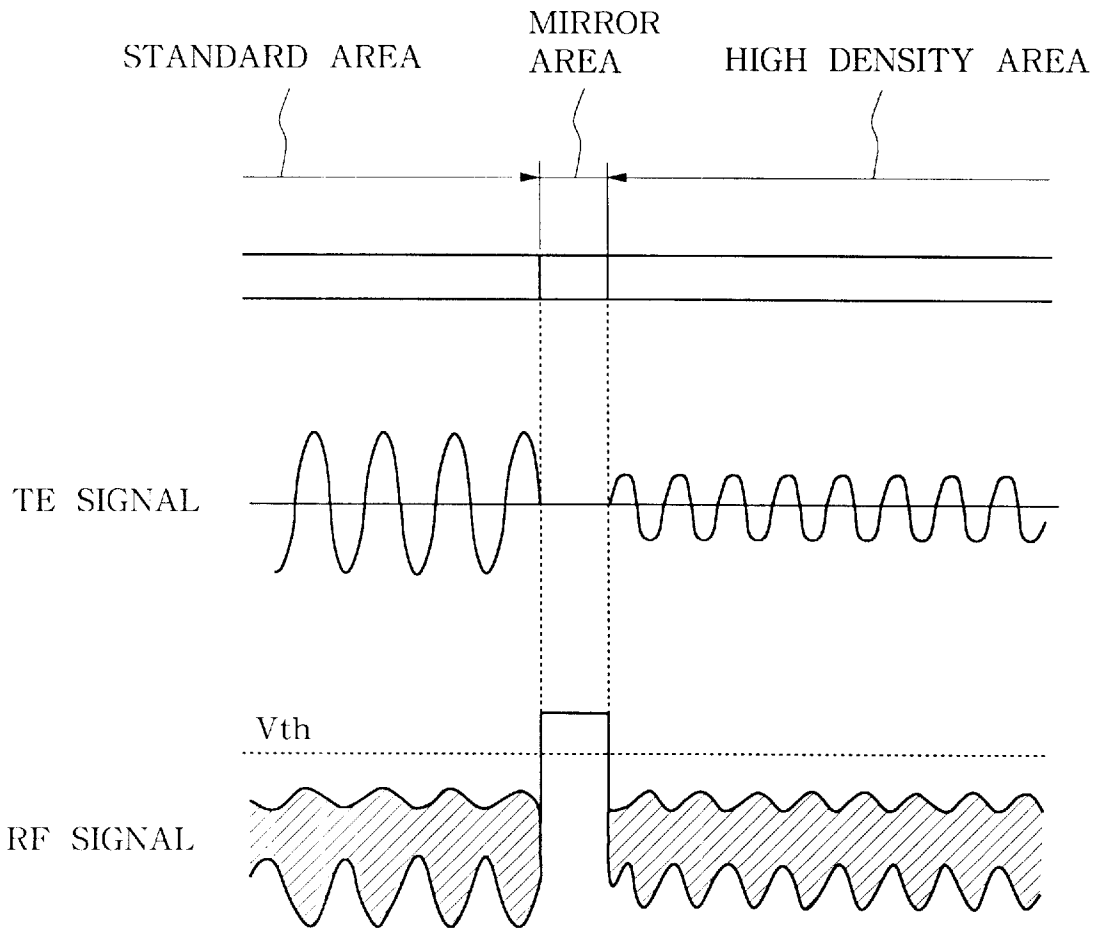 STANDARD AREA
MIRROR
AREA
HIGH DENSITY AREA
TE SIGNAL
Vth
RF SIGNAL